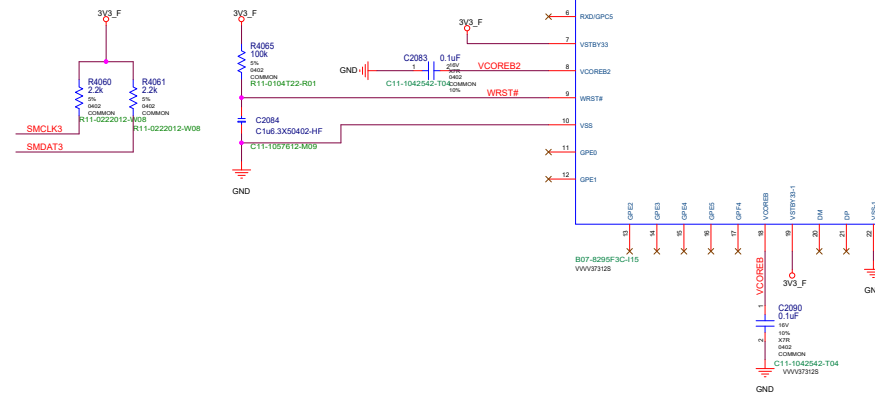 3V3_F
3V3_F
3V3_F
6
RXD/GPC5
7
VSTBY33
R4065
100k
5%
0402
COMMON
R11-0104T22-R01
GND
C2083
0.1uF
1
2
16V
X7R
0402
COMMON
10%
C11-1042542-T04
VCOREB2
8
VCOREB2
R4060
2.2k
5%
0402
COMMON
R11-0222012-W08
R4061
2.2k
5%
0402
COMMON
R11-0222012-W08
WRST#
9
WRST#
C2084
C1u6.3X50402-HF
C11-1057612-M09
10
VSS
SMCLK3
SMDAT3
GND
11
GPE0
12
GPE1
GPE2
GPE3
GPE4
GPE5
GPF4
VCOREB
VSTBY33-1
DM
DP
VSS-1
13
14
15
16
17
18
19
20
21
22
B07-8295F3C-I15
VVVV37312S
VCOREB
3V3_F
1
C2090
0.1uF
16V
10%
X7R
0402
COMMON
2
C11-1042542-T04
VVVV37312S
GND